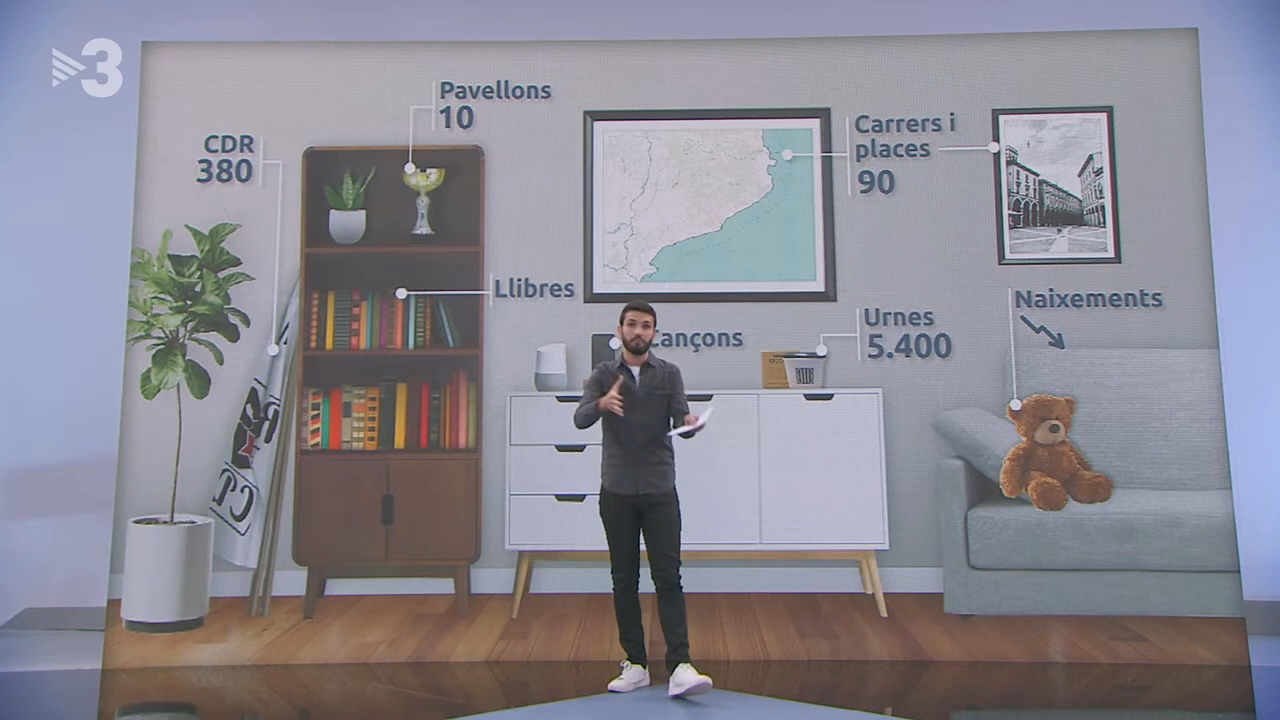 3
Pavellons
10
CDR
380
Carrers i
places
90
Llibres
Naixements
Urnes
5.400
Cançons